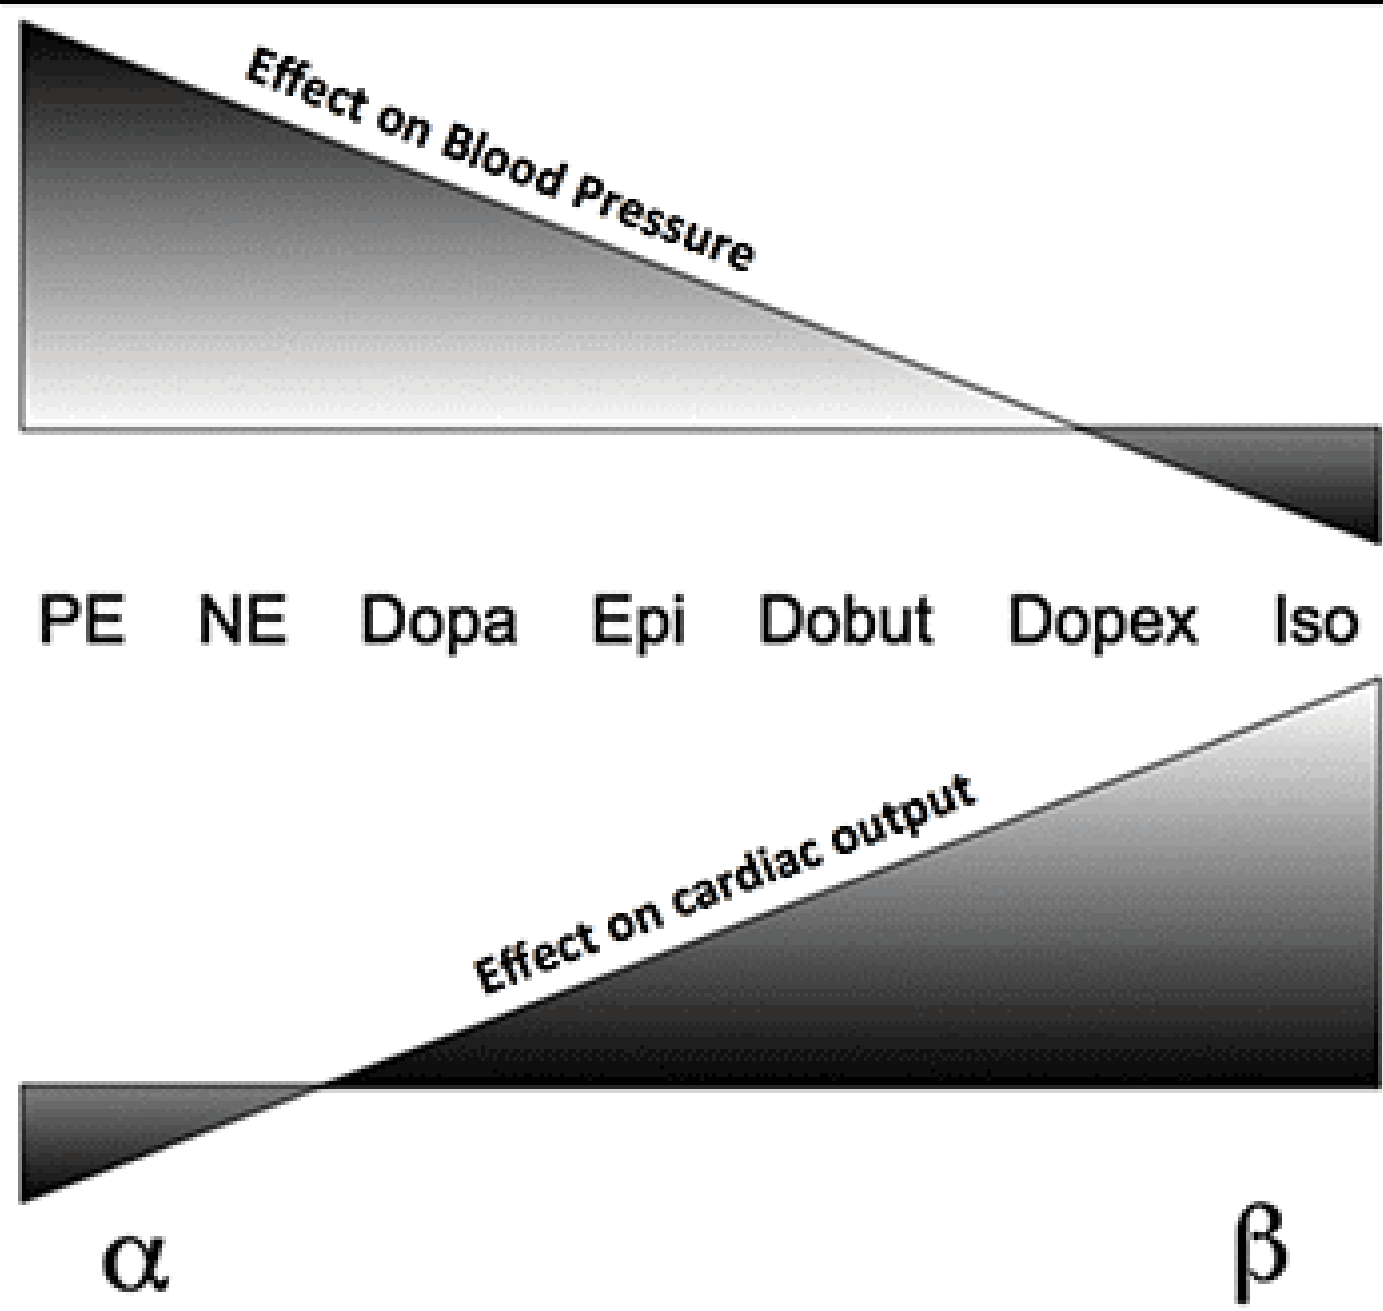 Effect on Blood Pressure
PE NE Dopa Epi Dobut Dopex Iso
Effect on cardiac output
α β